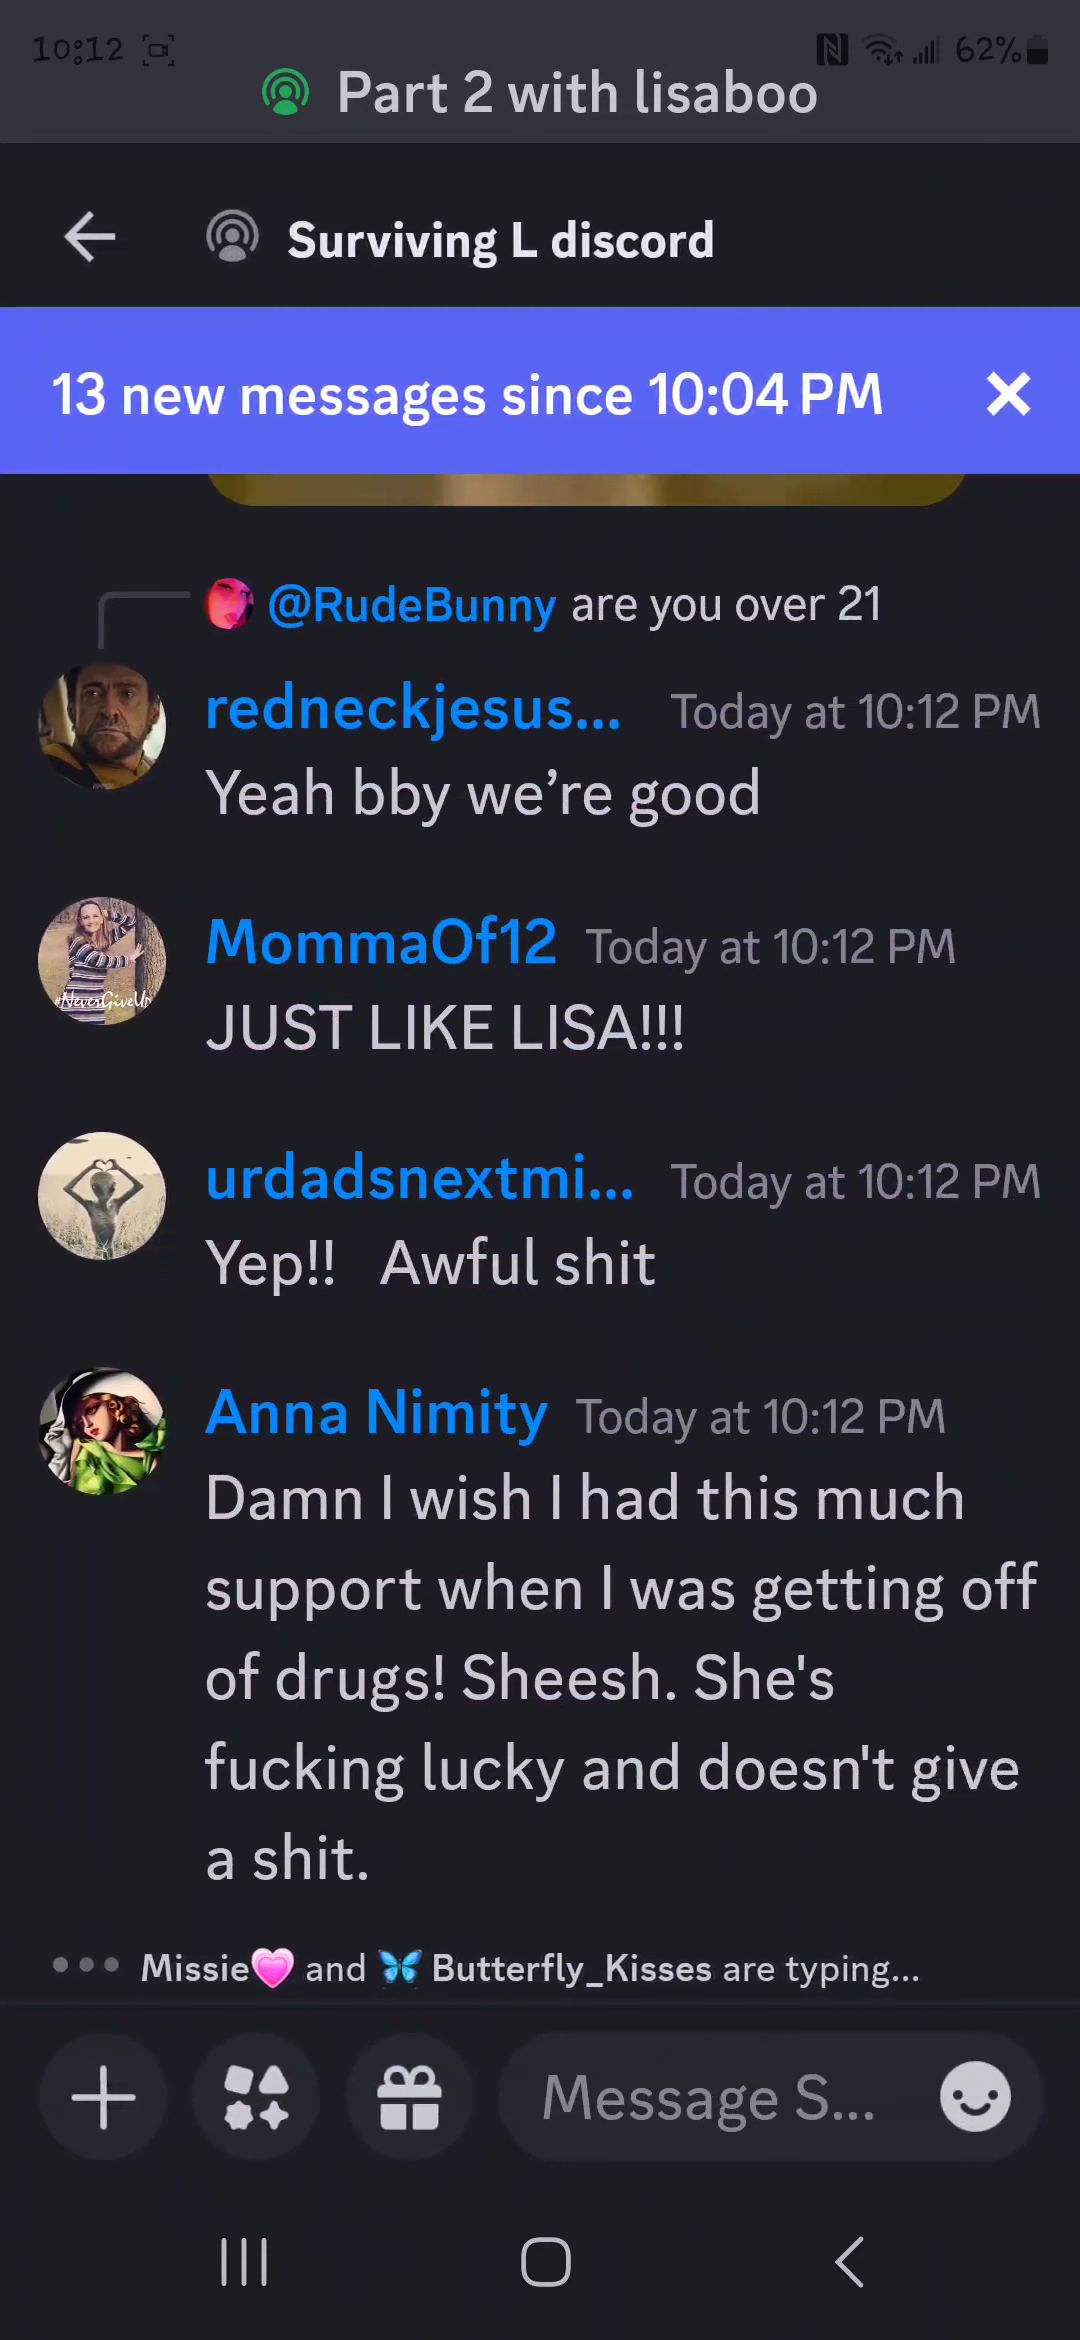 10:12
62%
Part 2 with lisaboo
Surviving L discord
13 new messages since 10:04 PM
@RudeBunny are you over 21
redneckjesus... Today at 10:12 PM
Yeah bby we’re good
#NeverGiveUp
MommaOf12 Today at 10:12 PM
JUST LIKE LISA!!!
urdadsnextmi... Today at 10:12 PM
Yep!! Awful shit
Anna Nimity Today at 10:12 PM
Damn I wish I had this much
support when I was getting off
of drugs! Sheesh. She's
fucking lucky and doesn't give
a shit.
Missie💗 and 🦋 Butterfly_Kisses are typing...
Message S...